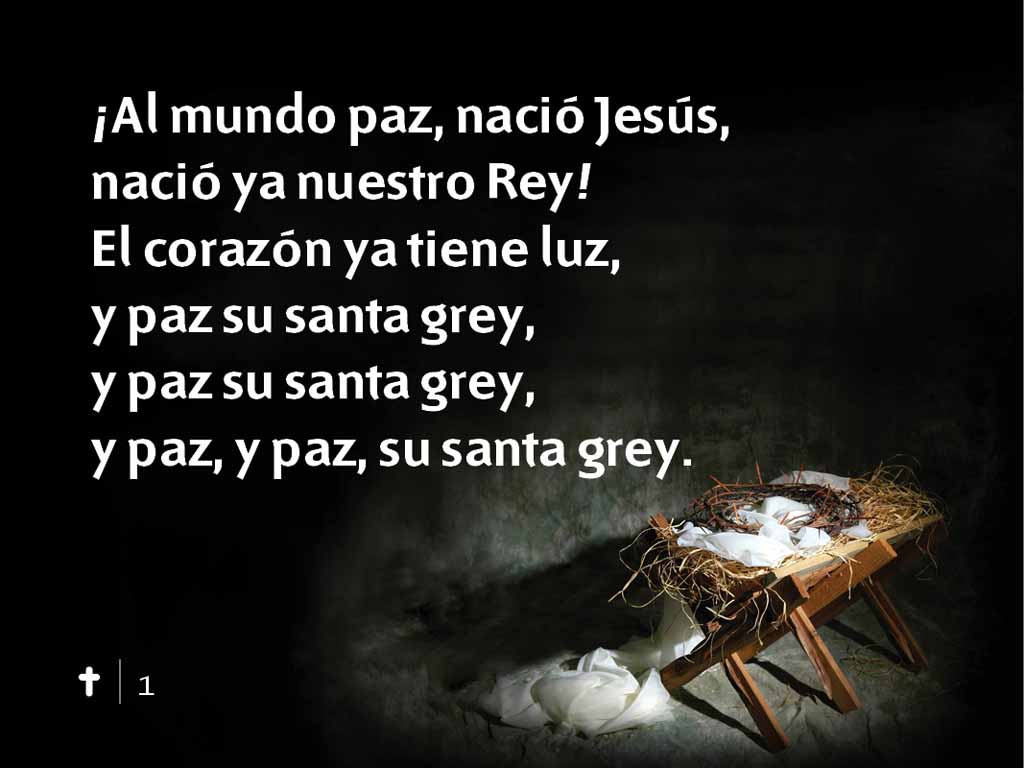 ¡Al mundo paz, nació Jesús,
nació ya nuestro Rey!
El corazón ya tiene luz,
y paz su santa grey,
y paz su santa grey,
y paz, y paz, su santa grey.
1